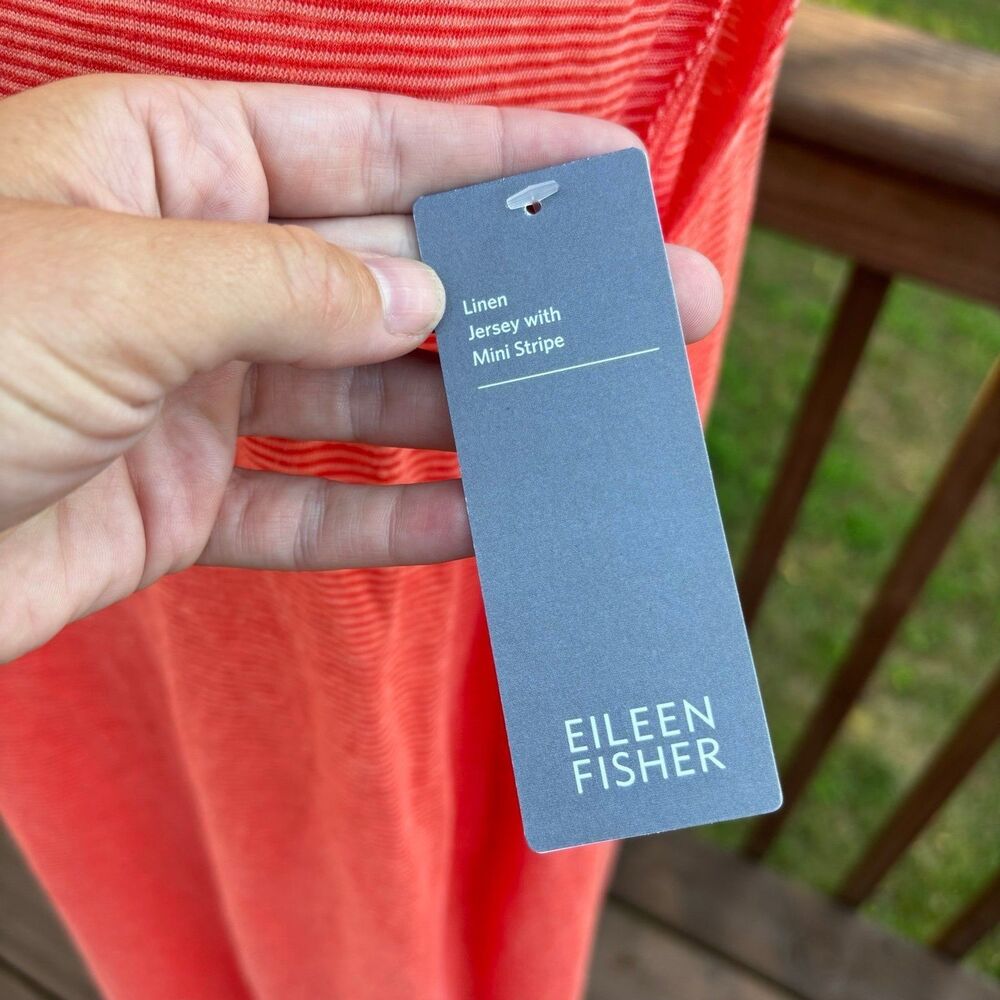 Linen
Jersey with
Mini Stripe
EILEEN
FISHER